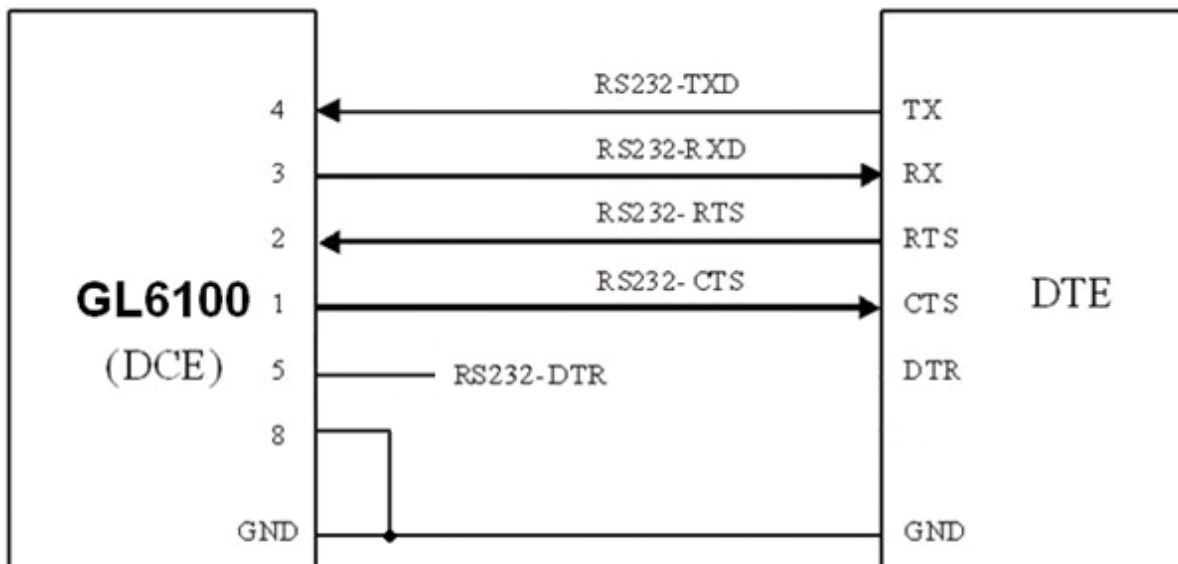 RS232-TXD
4
TX
RS232-RXD
3
RX
RS232- RTS
2
RTS
RS232- CTS
GL6100
1
CTS
DTE
(DCE)
5
RS232-DTR
DTR
8
GND
GND